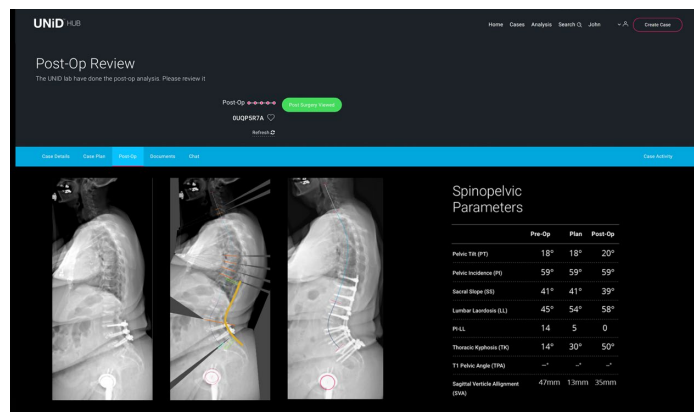 UNiD HUB
Home Cases Analysis Search John Create Case
Post-Op Review
The UNiD lab have done the post-op analysis. Please review it
Post-Op Post Surgery Viewed
0UQP5R7A
Refresh
Case Details Case Plan Post-Op Documents Chat Case Activity
Spinopelvic
Parameters
Pre-Op Plan Post-Op
Pelvic Tilt (PT) 18° 18° 20°
Pelvic Incidence (PI) 59° 59° 59°
Sacral Slope (SS) 41° 41° 39°
Lumbar Laordosis (LL) 45° 54° 58°
PI-LL 14 5 0
Thoracic Kyphosis (TK) 14° 30° 50°
T1 Pelvic Angle (TPA) –° –° –°
Sagittal Verticle Allignment 47mm 13mm 35mm
(SVA)